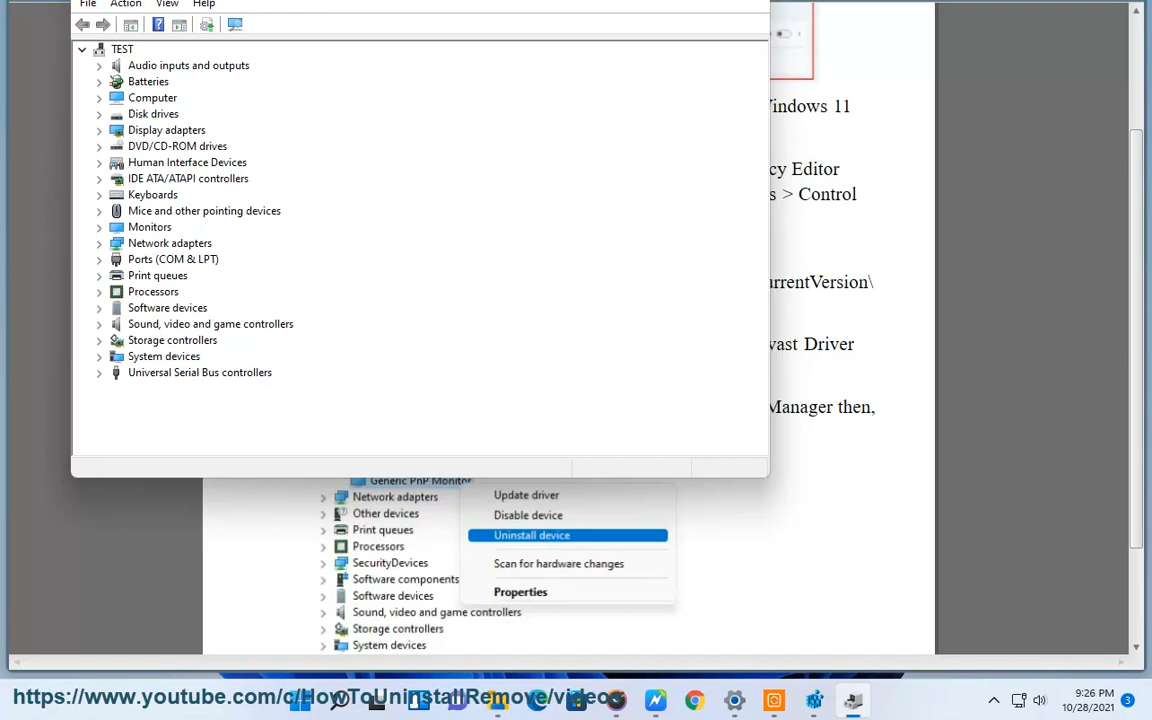 File Action View Help
TEST
Audio inputs and outputs
Batteries
Computer
Disk drives
Display adapters
DVD/CD-ROM drives
Human Interface Devices
IDE ATA/ATAPI controllers
Keyboards
Mice and other pointing devices
Monitors
Network adapters
Ports (COM & LPT)
Print queues
Processors
Software devices
Sound, video and game controllers
Storage controllers
System devices
Universal Serial Bus controllers
Windows 11
cy Editor
s > Control
urrentVersion\
vast Driver
Manager then,
Generic PnP Monitor
Network adapters
Other devices
Print queues
Processors
SecurityDevices
Software components
Software devices
Sound, video and game controllers
Storage controllers
System devices
Update driver
Disable device
Uninstall device
Scan for hardware changes
Properties
https://www.youtube.com/c/HowToUninstallRemove/videos
9:26 PM
10/28/2021
3